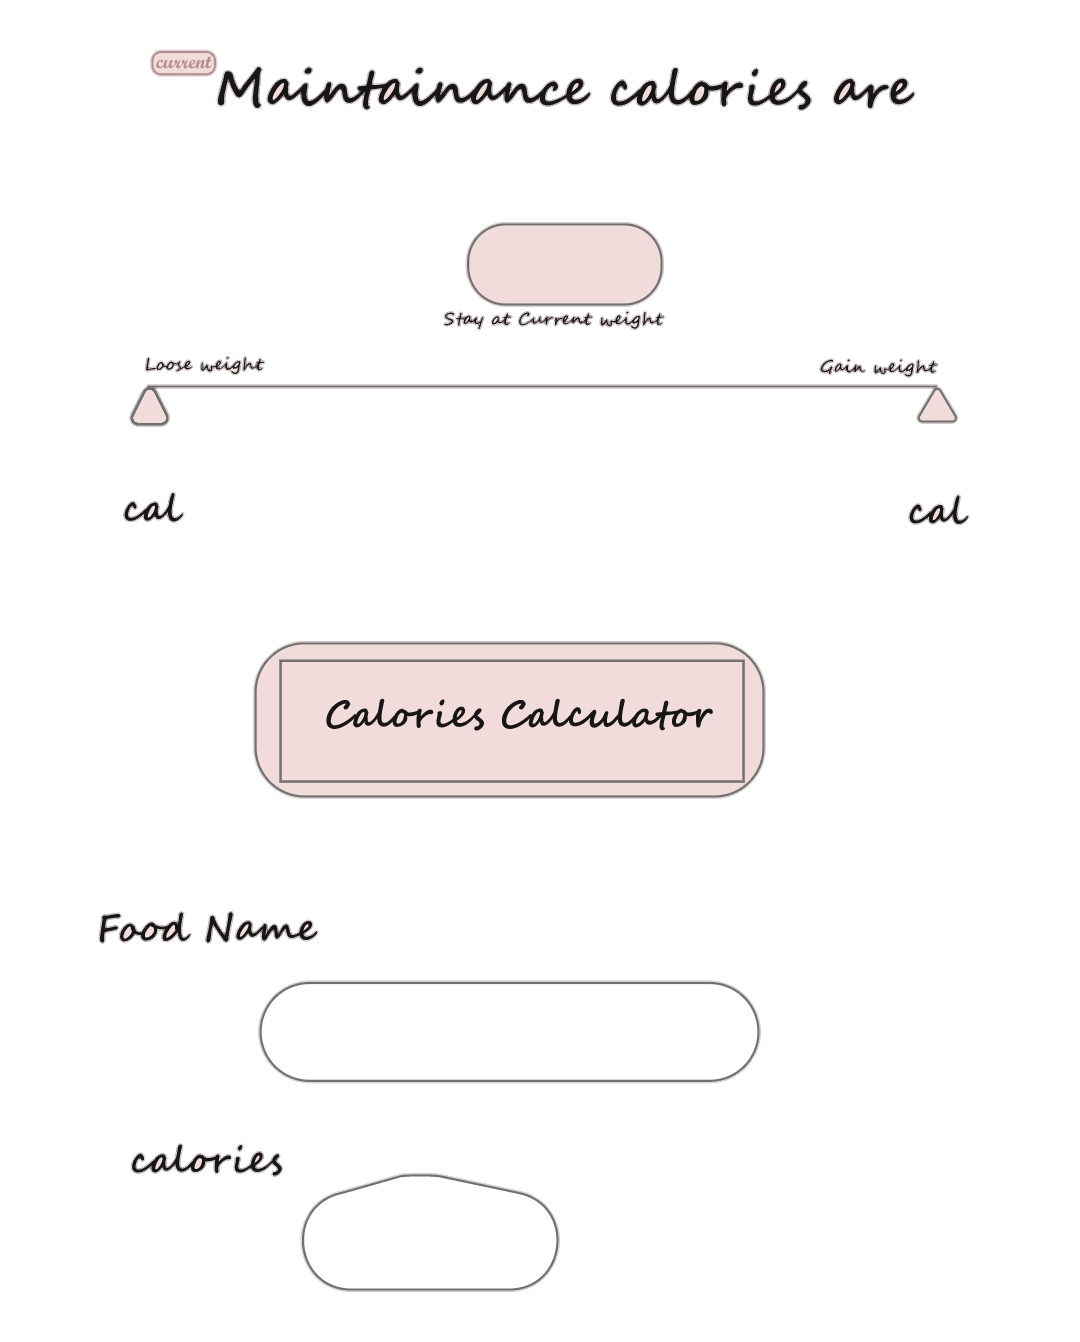 current
Maintainance calories are
Stay at Current weight
Loose weight
Gain weight
cal
cal
Calories Calculator
Food Name
calories